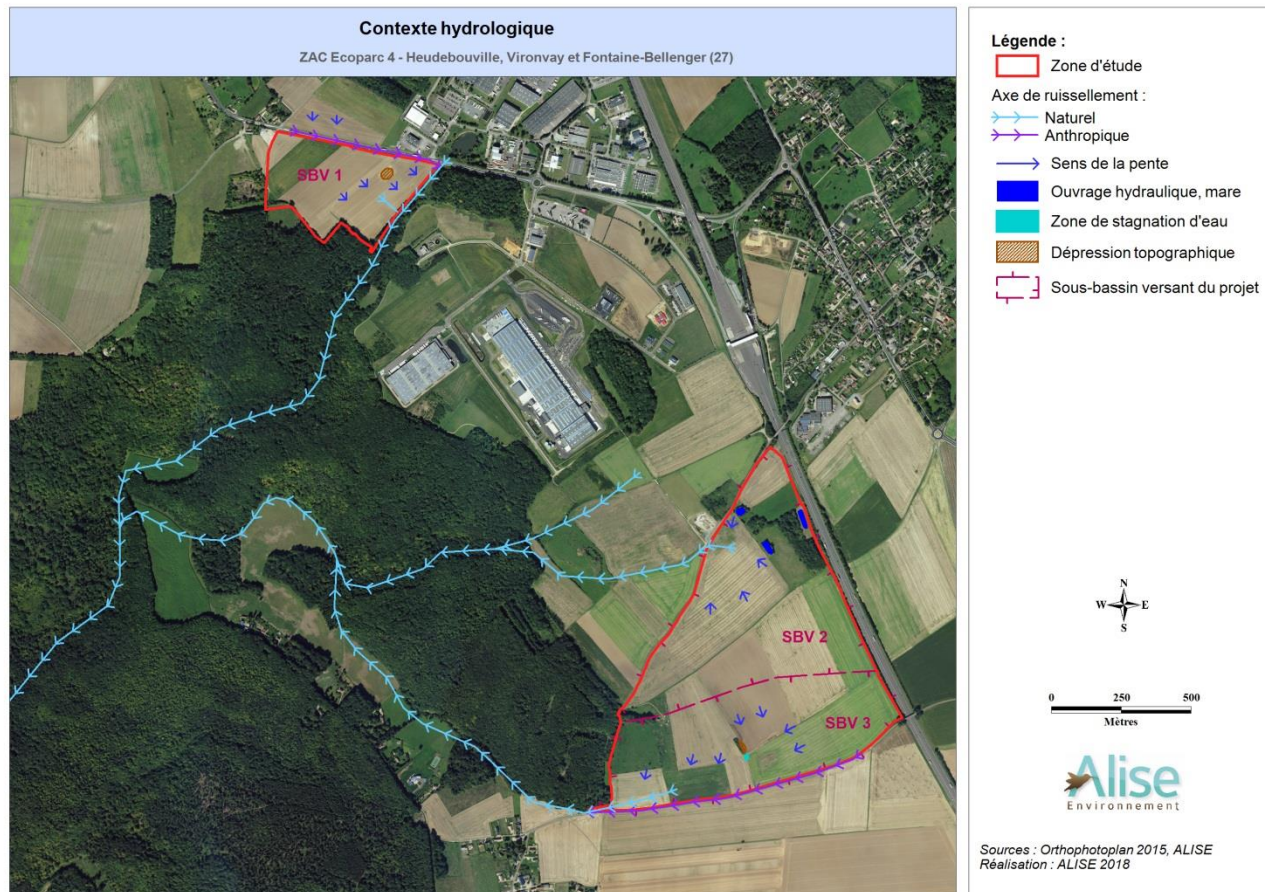 Contexte hydrologique
ZAC Ecoparc 4 - Heudebouville, Vironvay et Fontaine-Bellenger (27)
SBV 1
SBV 2
SBV 3
Légende :
Zone d'étude
Axe de ruissellement :
Naturel
Anthropique
Sens de la pente
Ouvrage hydraulique, mare
Zone de stagnation d'eau
Dépression topographique
Sous-bassin versant du projet
N
W E
S
0 250 500
Mètres
Alise
Environnement
Sources : Orthophotoplan 2015, ALISE
Réalisation : ALISE 2018